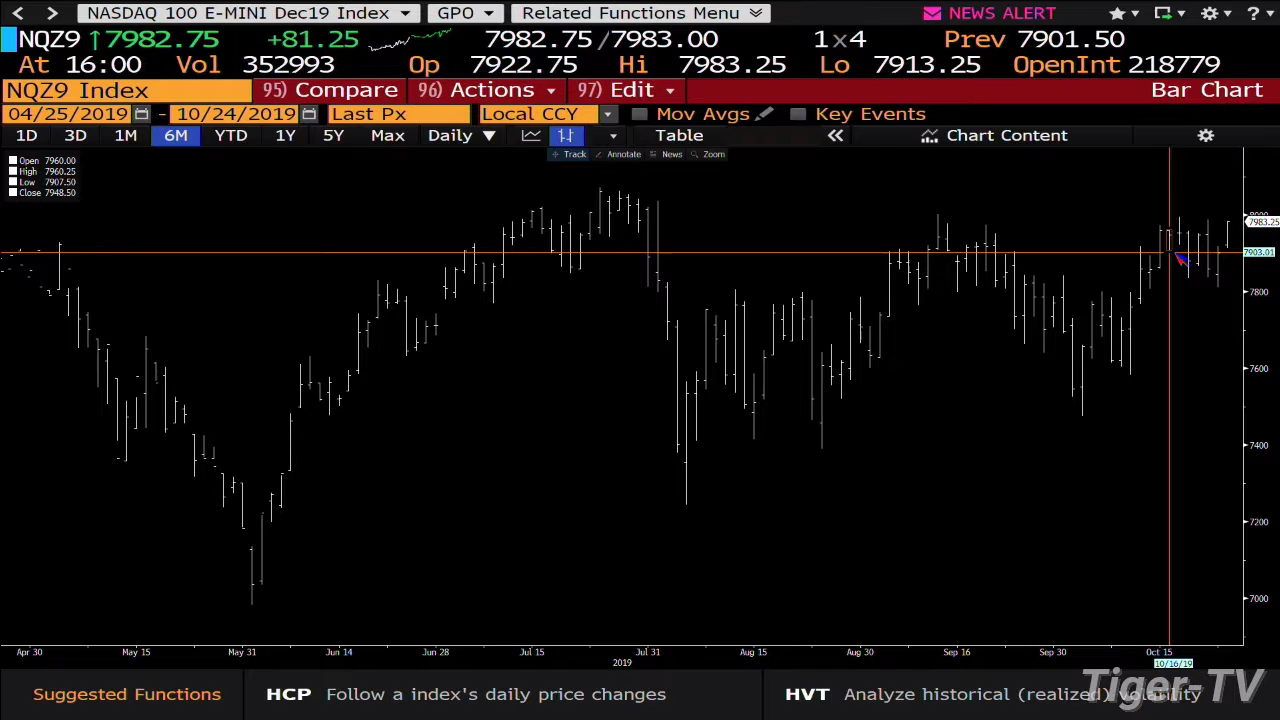 NASDAQ 100 E-MINI Dec19 Index GPO Related Functions Menu NEWS ALERT ?
NQZ9 ↑7982.75 +81.25 7982.75/7983.00 1x4 Prev 7901.50
At 16:00 Vol 352993 Op 7922.75 Hi 7983.25 Lo 7913.25 OpenInt 218779
NQZ9 Index 95) Compare 96) Actions 97) Edit Bar Chart
04/25/2019 - 10/24/2019 Last Px Local CCY Mov Avgs Key Events
1D 3D 1M 6M YTD 1Y 5Y Max Daily ▼ Table « Chart Content
Track Annotate News Zoom
Open 7960.00
High 7960.25
Low 7907.50
Close 7948.50
8000
7983.25
7903.01
7800
7600
7400
7200
7000
Apr 30 May 15 May 31 Jun 14 Jun 28 Jul 15 Jul 31 Aug 15 Aug 30 Sep 16 Sep 30 Oct 15
2019 10/16/19
Suggested Functions HCP Follow a index's daily price changes HVT Analyze historical (realized) volatility
Tiger-TV